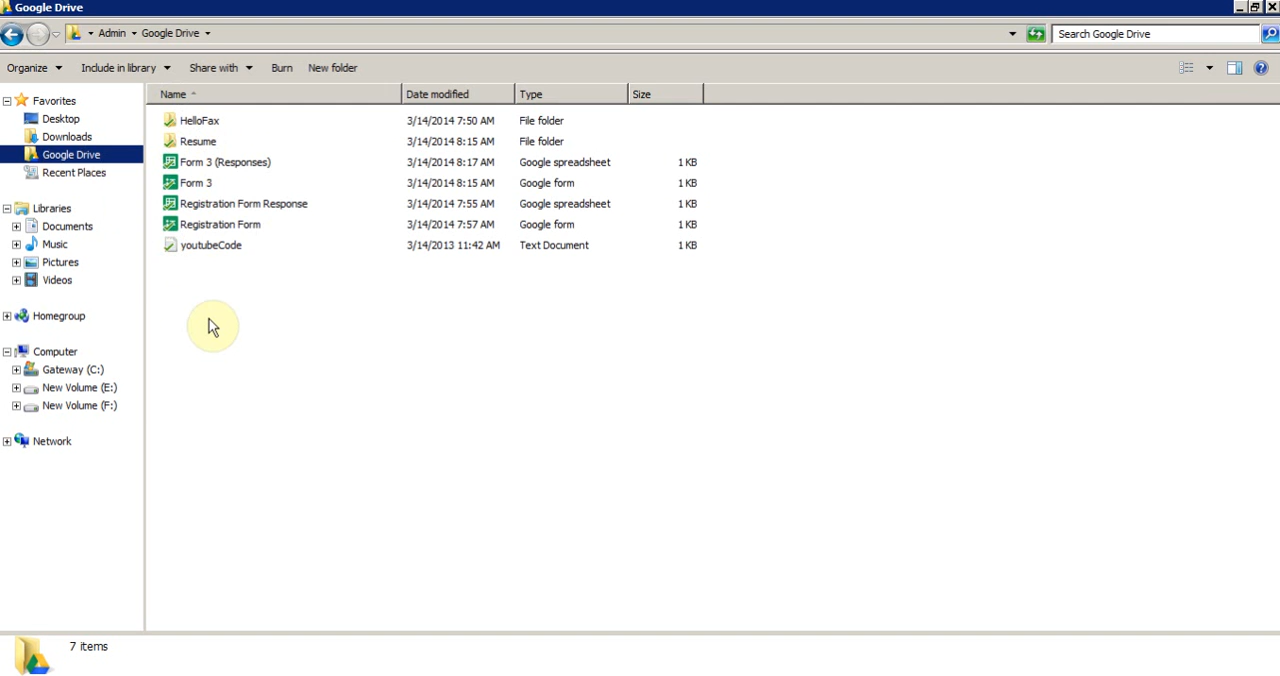 Google Drive
Admin Google Drive Search Google Drive
Organize Include in library Share with Burn New folder
Favorites
Desktop
Downloads
Google Drive
Recent Places
Libraries
Documents
Music
Pictures
Videos
Homegroup
Computer
Gateway (C:)
New Volume (E:)
New Volume (F:)
Network
Name Date modified Type Size
HelloFax 3/14/2014 7:50 AM File folder
Resume 3/14/2014 8:15 AM File folder
Form 3 (Responses) 3/14/2014 8:17 AM Google spreadsheet 1 KB
Form 3 3/14/2014 8:15 AM Google form 1 KB
Registration Form Response 3/14/2014 7:55 AM Google spreadsheet 1 KB
Registration Form 3/14/2014 7:57 AM Google form 1 KB
youtubeCode 3/14/2013 11:42 AM Text Document 1 KB
7 items